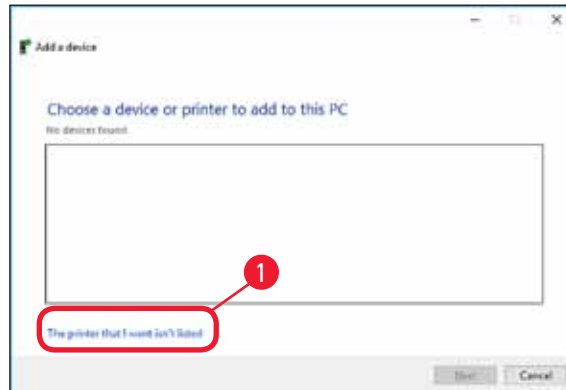 Add a device
Choose a device or printer to add to this PC
No devices found.
1
The printer that I want isn't listed
Next
Cancel